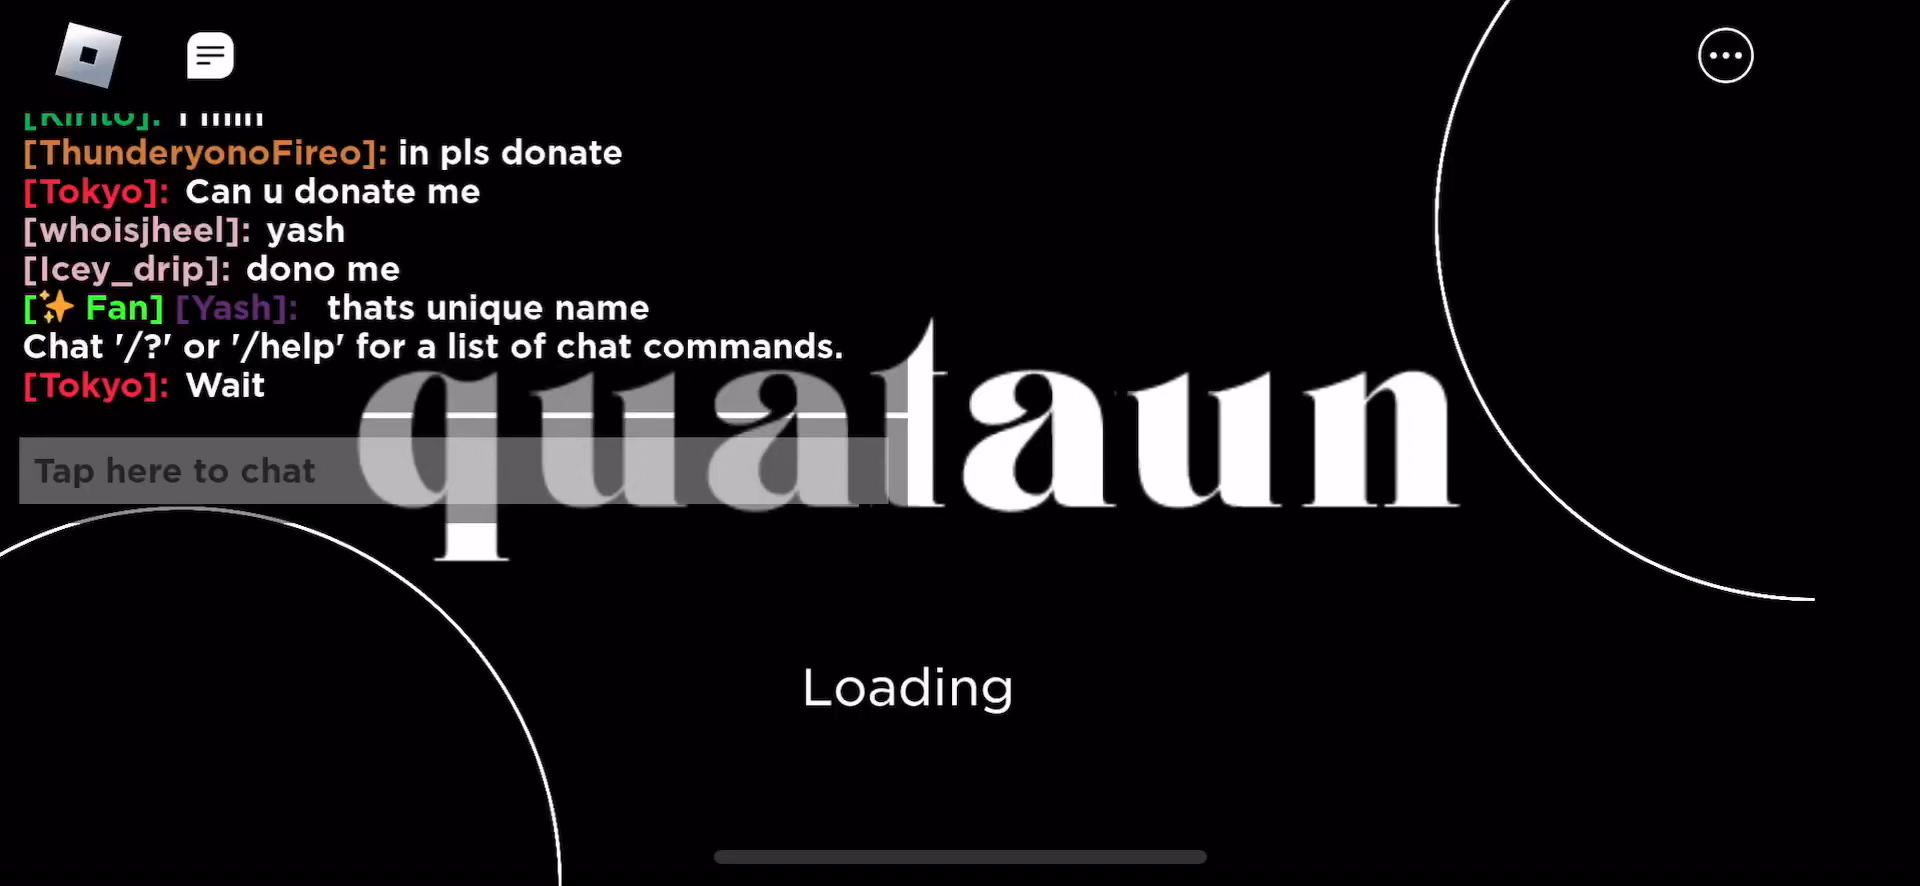 [Kirito]:
[ThunderyonoFireo]: in pls donate
[Tokyo]: Can u donate me
[whoisjheel]: yash
[Icey_drip]: dono me
[✨ Fan] [Yash]: thats unique name
Chat '/?' or '/help' for a list of chat commands.
[Tokyo]: Wait
Tap here to chat
quataun
Loading